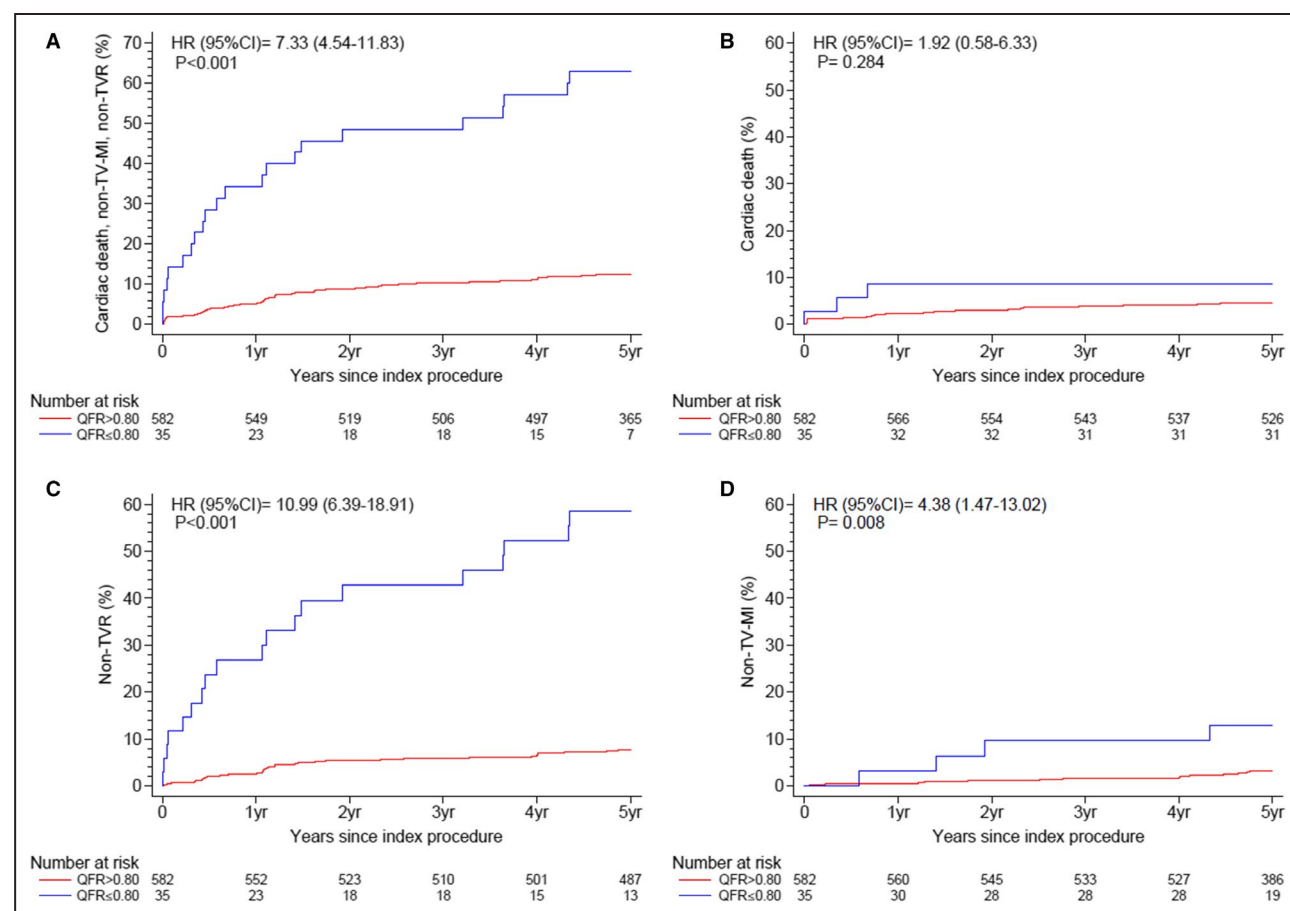 A
HR (95%CI)= 7.33 (4.54-11.83)
P<0.001
Cardiac death, non-TV-MI, non-TVR (%)
70
60
50
40
30
20
10
0
0 1yr 2yr 3yr 4yr 5yr
Years since index procedure
Number at risk
QFR>0.80 582 549 519 506 497 365
QFR≤0.80 35 23 18 18 15 7
B
HR (95%CI)= 1.92 (0.58-6.33)
P= 0.284
Cardiac death (%)
60
50
40
30
20
10
0
0 1yr 2yr 3yr 4yr 5yr
Years since index procedure
Number at risk
QFR>0.80 582 566 554 543 537 526
QFR≤0.80 35 32 32 31 31 31
C
HR (95%CI)= 10.99 (6.39-18.91)
P<0.001
Non-TVR (%)
60
50
40
30
20
10
0
0 1yr 2yr 3yr 4yr 5yr
Years since index procedure
Number at risk
QFR>0.80 582 552 523 510 501 487
QFR≤0.80 35 23 18 18 15 13
D
HR (95%CI)= 4.38 (1.47-13.02)
P= 0.008
Non-TV-MI (%)
60
50
40
30
20
10
0
0 1yr 2yr 3yr 4yr 5yr
Years since index procedure
Number at risk
QFR>0.80 582 560 545 533 527 386
QFR≤0.80 35 30 28 28 28 19